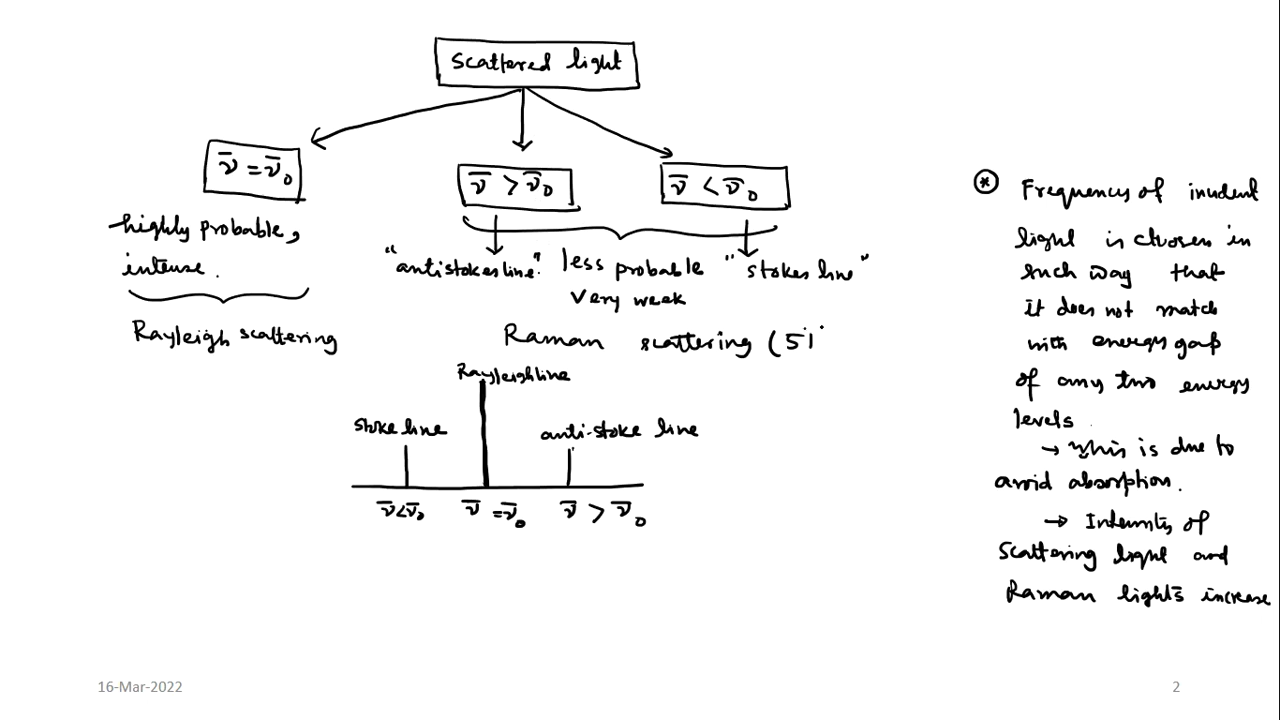 Scattered light
ν̄ = ν̄₀
ν̄ > ν̄₀
ν̄ < ν̄₀
highly probable,
intense.
Rayleigh scattering
"antistokes line"
less probable
very weak
"stokes line"
Raman scattering (51
Rayleigh line
stoke line
anti-stoke line
ν̄<ν̄₀
ν̄ =ν̄₀
ν̄ > ν̄₀
* Frequency of incident
light is chosen in
such way that
it does not match
with energy gap
of any two energy
levels.
→ this is due to
avoid absorption.
→ Intensity of
Scattering light and
Raman lights increase
16-Mar-2022
2